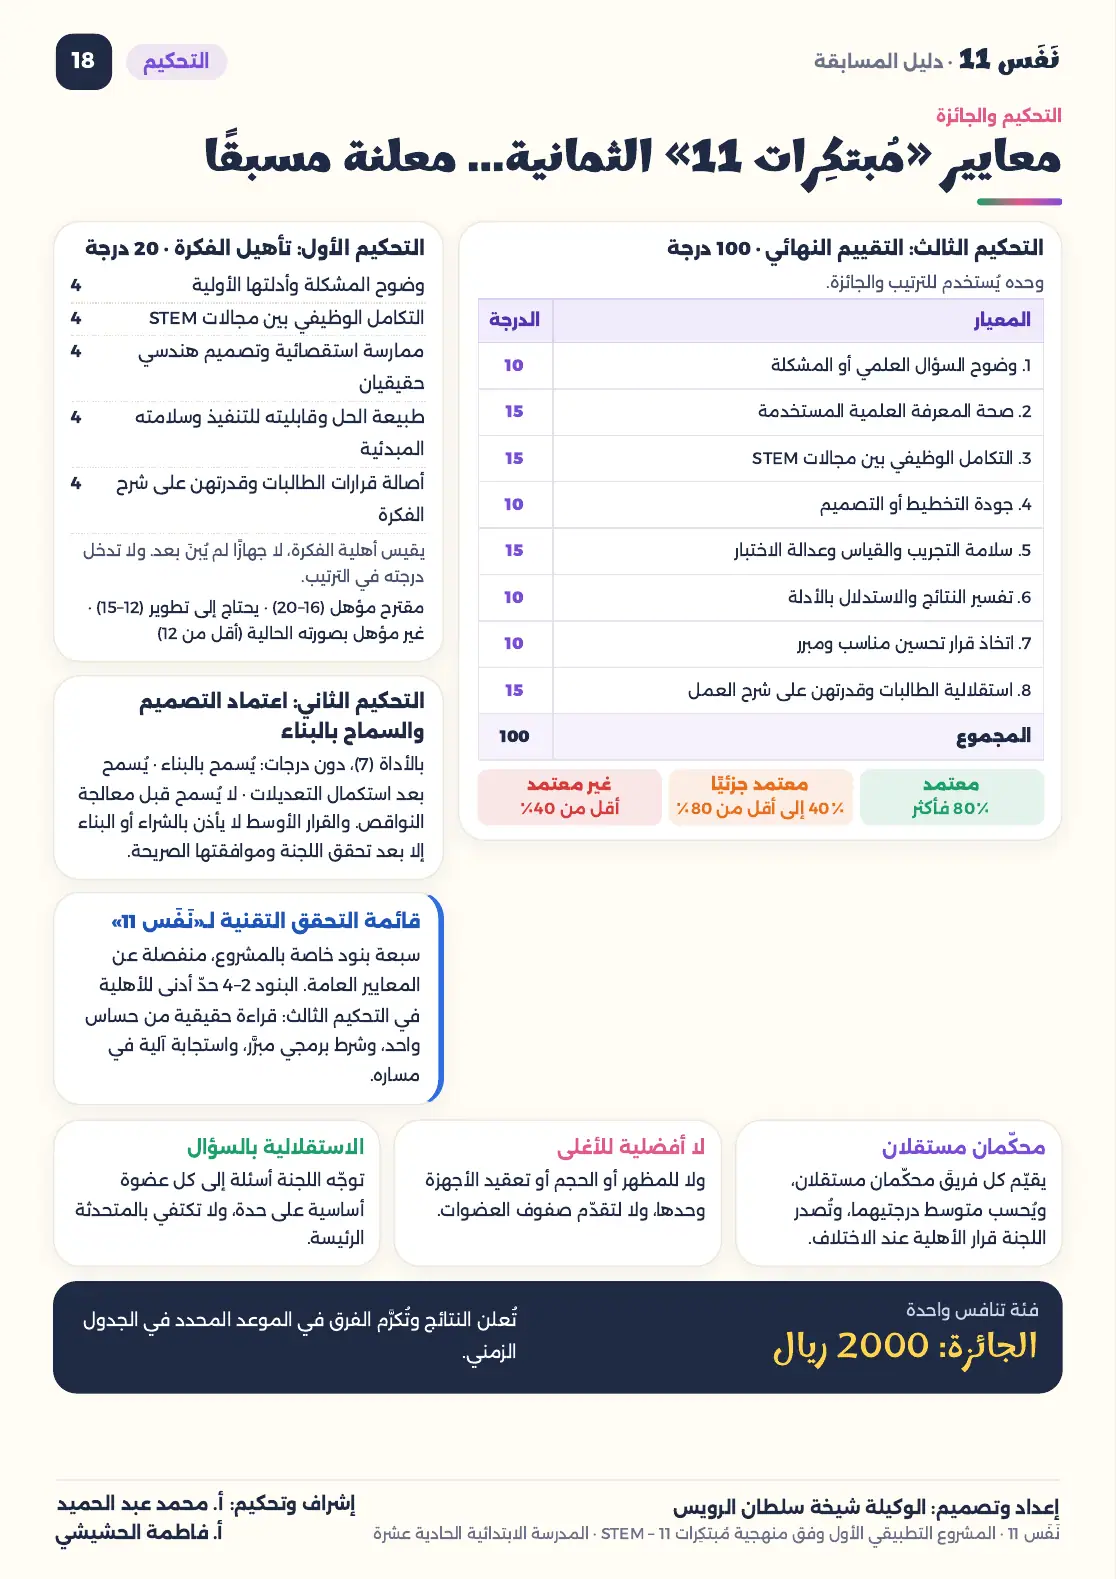 نَفَس 11 · دليل المسابقة
التحكيم
18
التحكيم والجائزة
معايير «مُبتكِرات 11» الثمانية... معلنة مسبقًا
التحكيم الثالث: التقييم النهائي · 100 درجة
وحده يُستخدم للترتيب والجائزة.
المعيار الدرجة
1. وضوح السؤال العلمي أو المشكلة 10
2. صحة المعرفة العلمية المستخدمة 15
3. التكامل الوظيفي بين مجالات STEM 15
4. جودة التخطيط أو التصميم 10
5. سلامة التجريب والقياس وعدالة الاختبار 15
6. تفسير النتائج والاستدلال بالأدلة 10
7. اتخاذ قرار تحسين مناسب ومبرر 10
8. استقلالية الطالبات وقدرتهن على شرح العمل 15
المجموع 100
معتمد
80٪ فأكثر
معتمد جزئيًا
40٪ إلى أقل من 80٪
غير معتمد
أقل من 40٪
التحكيم الأول: تأهيل الفكرة · 20 درجة
وضوح المشكلة وأدلتها الأولية 4
التكامل الوظيفي بين مجالات STEM 4
ممارسة استقصائية وتصميم هندسي 4
حقيقيان
طبيعة الحل وقابليته للتنفيذ وسلامته 4
المبدئية
أصالة قرارات الطالبات وقدرتهن على شرح 4
الفكرة
يقيس أهلية الفكرة، لا جهازًا لم يُبنَ بعد. ولا تدخل
درجته في الترتيب.
مقترح مؤهل (16–20) · يحتاج إلى تطوير (12–15) ·
غير مؤهل بصورته الحالية (أقل من 12)
التحكيم الثاني: اعتماد التصميم
والسماح بالبناء
بالأداة (7)، دون درجات: يُسمح بالبناء · يُسمح
بعد استكمال التعديلات · لا يُسمح قبل معالجة
النواقص. والقرار الأوسط لا يأذن بالشراء أو البناء
إلا بعد تحقق اللجنة وموافقتها الصريحة.
قائمة التحقق التقنية لـ«نَفَس 11»
سبعة بنود خاصة بالمشروع، منفصلة عن
المعايير العامة. البنود 2–4 حدّ أدنى للأهلية
في التحكيم الثالث: قراءة حقيقية من حساس
واحد، وشرط برمجي مبرَّر، واستجابة آلية في
مساره.
محكّمان مستقلان
يقيّم كل فريق محكّمان مستقلان،
ويُحسب متوسط درجتيهما، وتُصدر
اللجنة قرار الأهلية عند الاختلاف.
لا أفضلية للأغلى
ولا للمظهر أو الحجم أو تعقيد الأجهزة
وحدها، ولا لتقدّم صفوف العضوات.
الاستقلالية بالسؤال
توجّه اللجنة أسئلة إلى كل عضوة
أساسية على حدة، ولا تكتفي بالمتحدثة
الرئيسة.
فئة تنافس واحدة
الجائزة: 2000 ريال
تُعلن النتائج وتُكرَّم الفرق في الموعد المحدد في الجدول
الزمني.
إعداد وتصميم: الوكيلة شيخة سلطان الرويس
نَفَس 11 · المشروع التطبيقي الأول وفق منهجية مُبتكِرات 11 – STEM · المدرسة الابتدائية الحادية عشرة
إشراف وتحكيم: أ. محمد عبد الحميد
أ. فاطمة الحشيشي